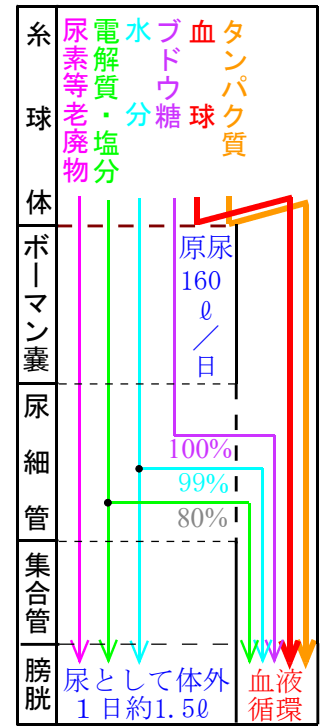 糸球体
尿素等老廃物
電解質・塩分
水分
ブドウ糖
血球
タンパク質
ボーマン嚢
原尿
160
ℓ
／
日
尿細管
100%
99%
80%
集合管
膀胱
尿として体外
1日約1.5ℓ
血液
循環